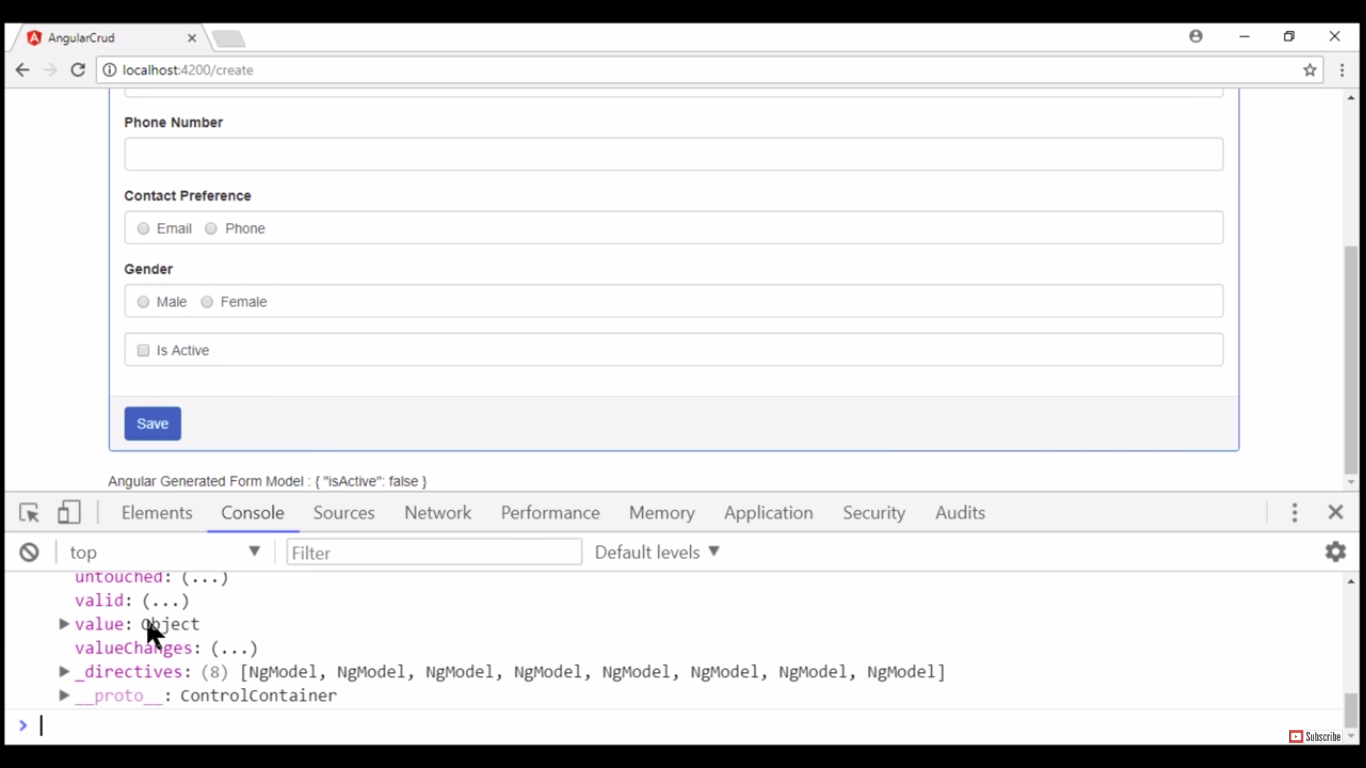 AngularCrud
localhost:4200/create
Phone Number
Contact Preference
Email Phone
Gender
Male Female
Is Active
Save
Angular Generated Form Model : { "isActive": false }
Elements Console Sources Network Performance Memory Application Security Audits
top Filter Default levels
untouched: (...)
valid: (...)
value: Object
valueChanges: (...)
_directives: (8) [NgModel, NgModel, NgModel, NgModel, NgModel, NgModel, NgModel, NgModel]
__proto__: ControlContainer
Subscribe